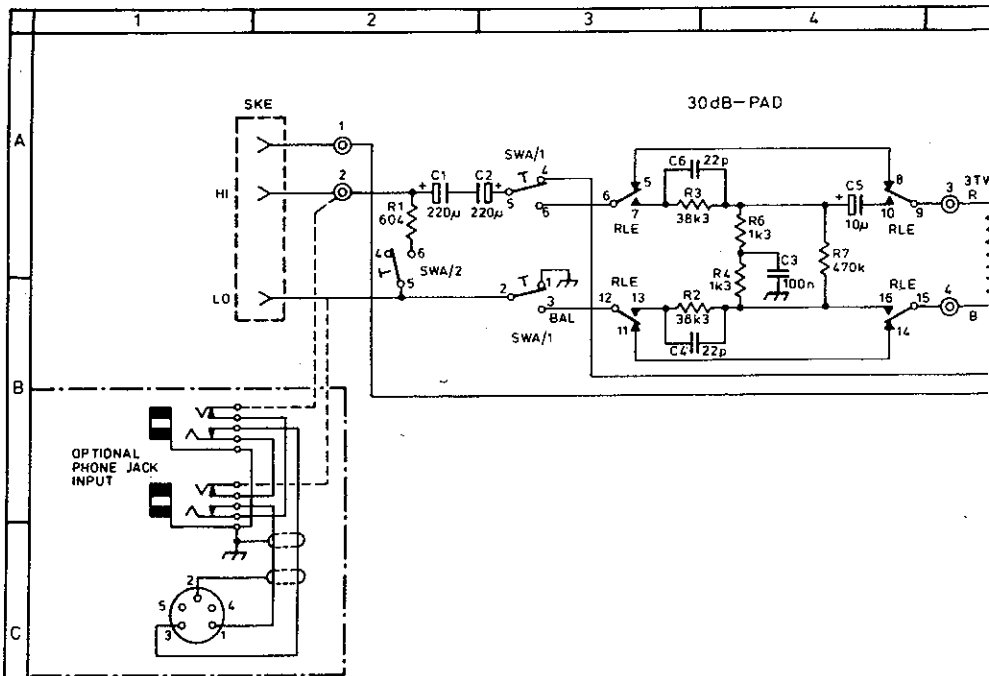 1 2 3 4
A
B
C
SKE
1
2
HI
LO
+ C1
220µ
C2 +
220µ
R1
604
4 6
T
5
SWA/2
SWA/1
T 4
5
6
T 1
2
3
BAL
SWA/1
30dB-PAD
6 5
7
RLE
C6 22p
R3
38k3
R6
1k3
R4
1k3
C3
100n
R7
470k
+ C5
10µ
8
10 9
RLE
3 3TW
R
RLE
12 13
11
R2
38k3
C4 22p
RLE
16 15
14
4
B
OPTIONAL
PHONE JACK
INPUT
2
5 4
3 1